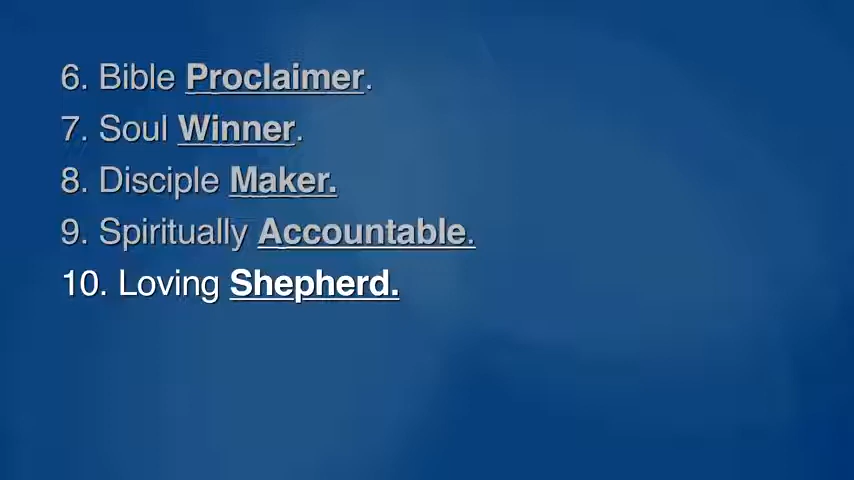 6. Bible Proclaimer.
7. Soul Winner.
8. Disciple Maker.
9. Spiritually Accountable.
10. Loving Shepherd.